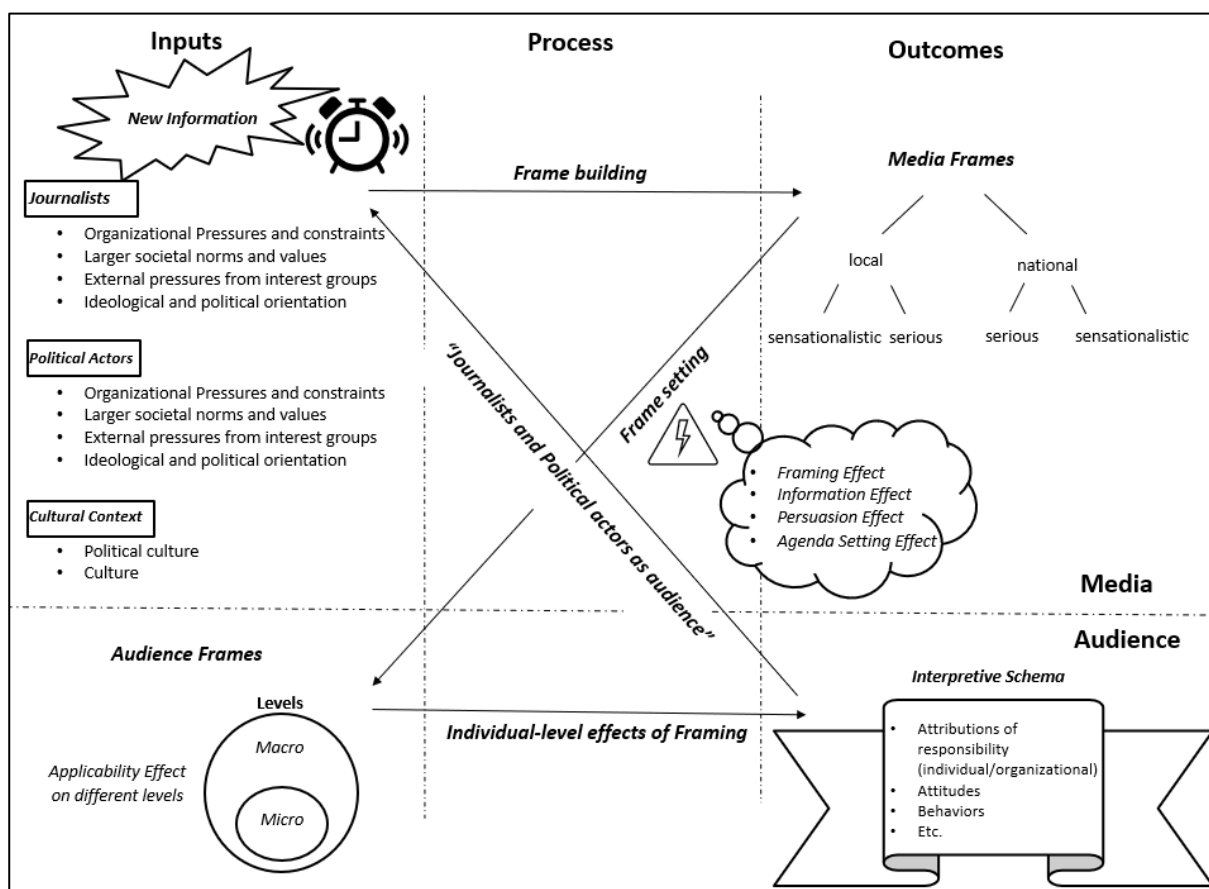 Inputs
Process
Outcomes
New Information
Journalists
• Organizational Pressures and constraints
• Larger societal norms and values
• External pressures from interest groups
• Ideological and political orientation
Political Actors
• Organizational Pressures and constraints
• Larger societal norms and values
• External pressures from interest groups
• Ideological and political orientation
Cultural Context
• Political culture
• Culture
Frame building
Frame setting
“Journalists and Political actors as audience”
Media Frames
local
national
sensationalistic
serious
serious
sensationalistic
• Framing Effect
• Information Effect
• Persuasion Effect
• Agenda Setting Effect
Media
Audience
Audience Frames
Levels
Macro
Micro
Applicability Effect
on different levels
Individual-level effects of Framing
Interpretive Schema
• Attributions of
responsibility
(individual/organizational)
• Attitudes
• Behaviors
• Etc.